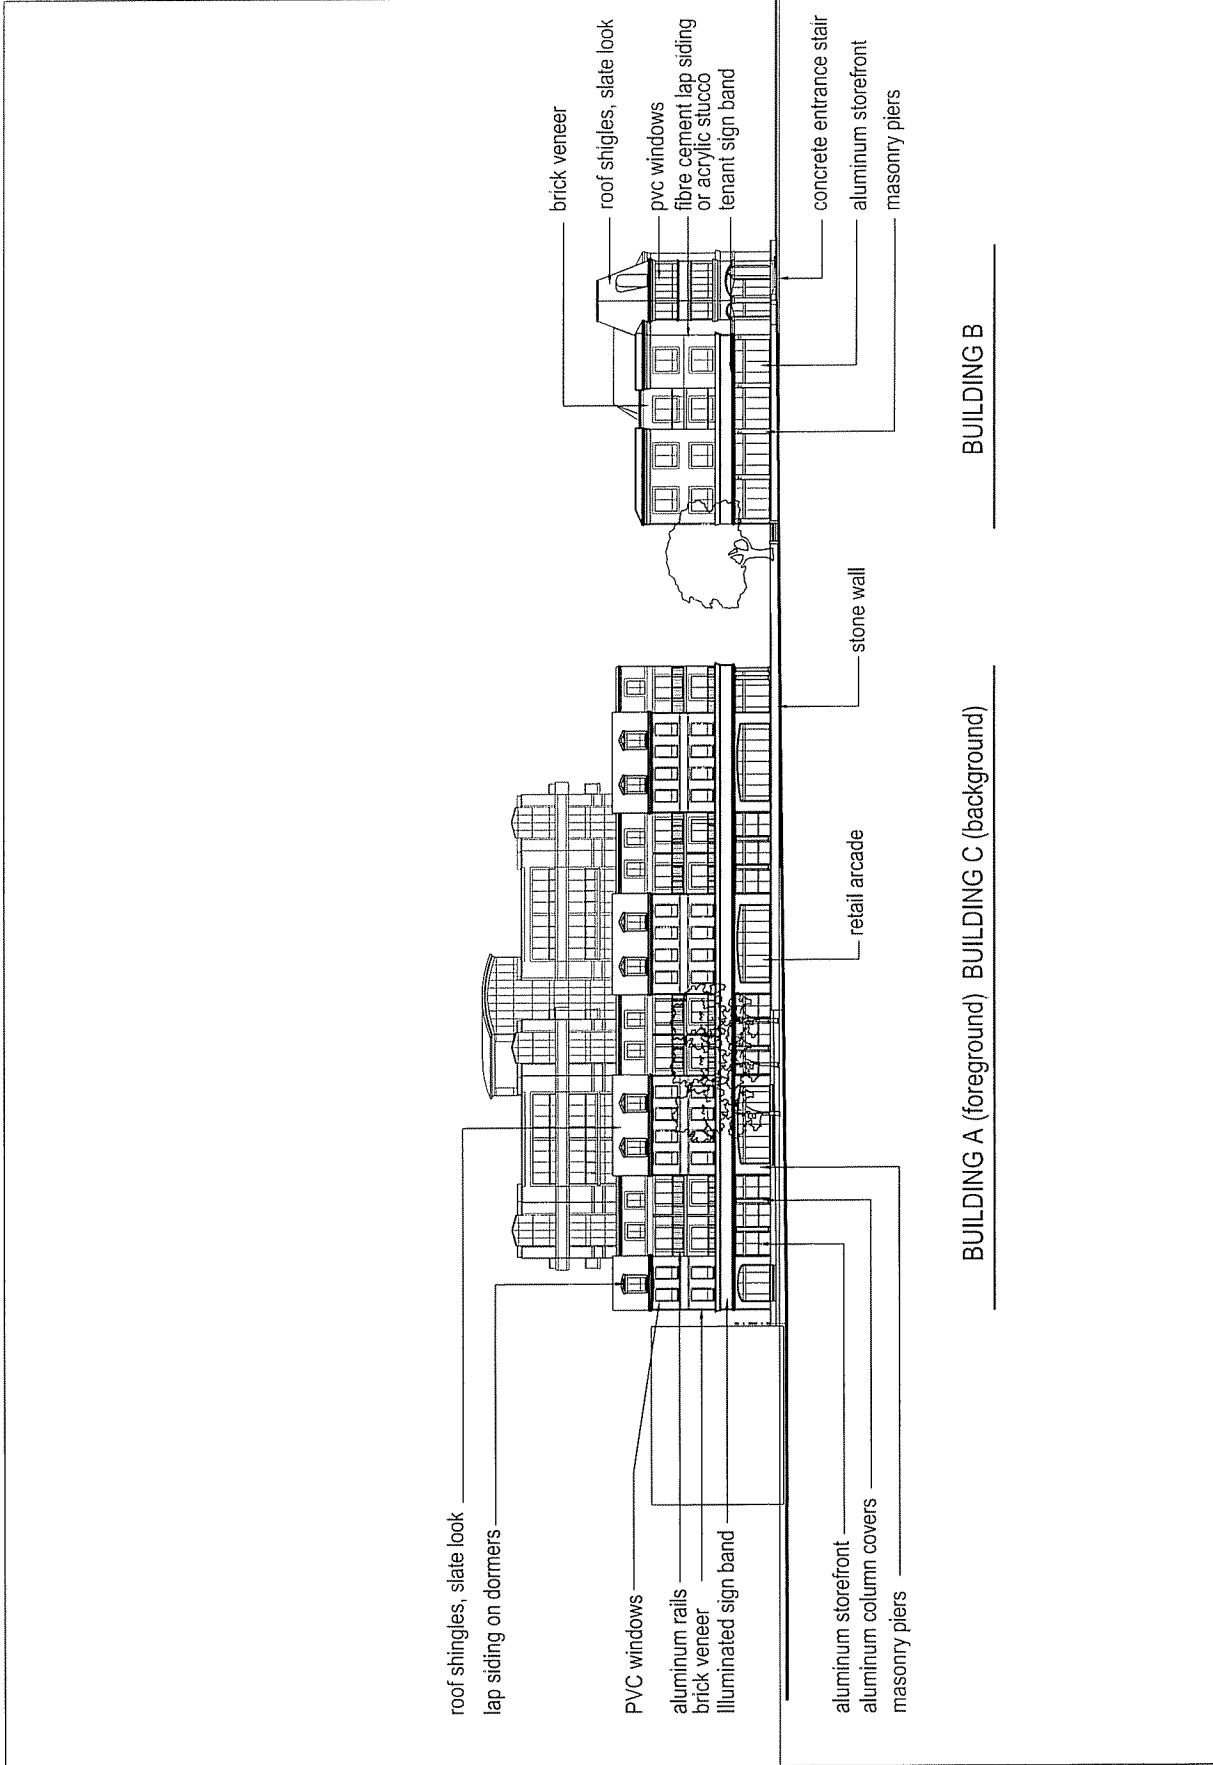 roof shingles, slate look
lap siding on dormers
PVC windows
aluminum rails
brick veneer
Illuminated sign band
aluminum storefront
aluminum column covers
masonry piers
retail arcade
stone wall
BUILDING A (foreground) BUILDING C (background)
brick veneer
roof shigles, slate look
pvc windows
fibre cement lap siding
or acrylic stucco
tenant sign band
concrete entrance stair
aluminum storefront
masonry piers
BUILDING B